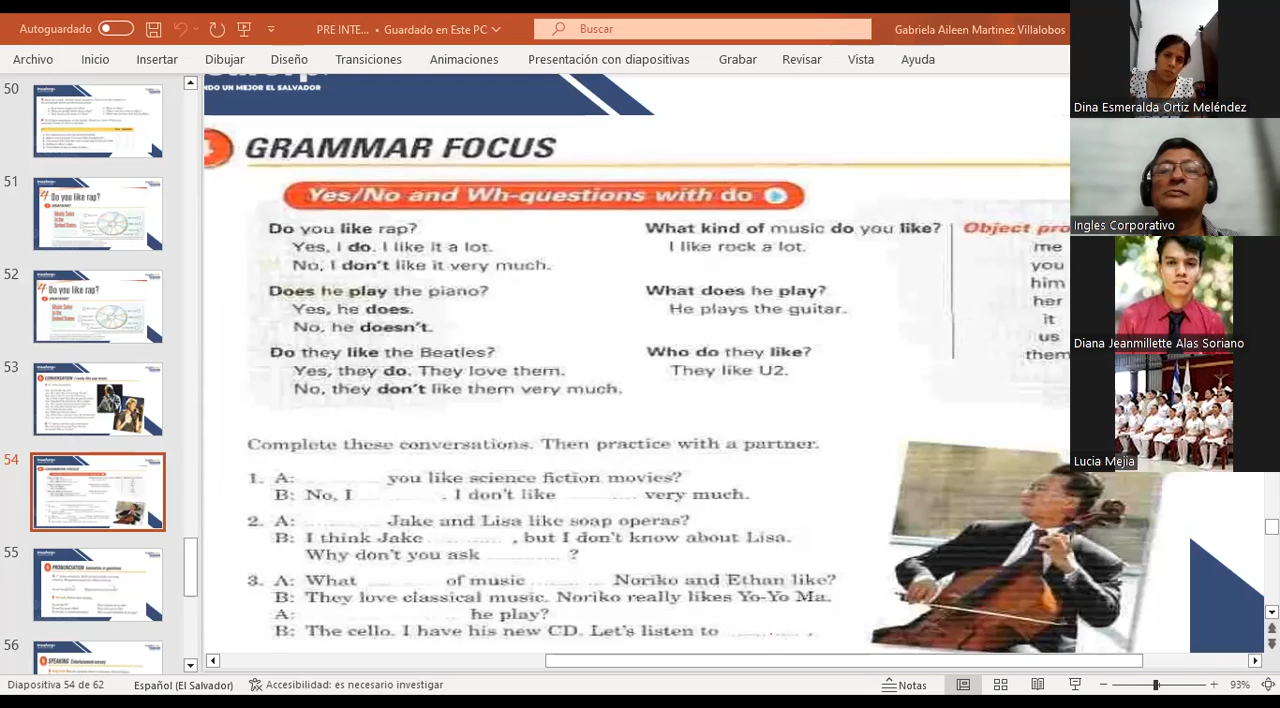 Autoguardado
PRE INTE... • Guardado en Este PC
Buscar
Gabriela Aileen Martinez Villalobos
Archivo Inicio Insertar Dibujar Diseño Transiciones Animaciones Presentación con diapositivas Grabar Revisar Vista Ayuda
50
51
4 Do you like rap?
52
4 Do you like rap?
53
54
55
56
NDO UN MEJOR EL SALVADOR
GRAMMAR FOCUS
Yes/No and Wh-questions with do
Do you like rap?
Yes, I do. I like it a lot.
No, I don't like it very much.
Does he play the piano?
Yes, he does.
No, he doesn't.
Do they like the Beatles?
Yes, they do. They love them.
No, they don't like them very much.
What kind of music do you like?
I like rock a lot.
What does he play?
He plays the guitar.
Who do they like?
They like U2.
Object pro
me
you
him
her
it
us
them
Complete these conversations. Then practice with a partner.
1. A: you like science fiction movies?
B: No, I . I don't like very much.
2. A: Jake and Lisa like soap operas?
B: I think Jake , but I don't know about Lisa.
Why don't you ask ?
3. A: What of music Noriko and Ethan like?
B: They love classical music. Noriko really likes Yo-Yo Ma.
A: he play?
B: The cello. I have his new CD. Let's listen to .
Dina Esmeralda Ortiz Meléndez
Ingles Corporativo
Diana Jeanmillette Alas Soriano
Lucia Mejia
Diapositiva 54 de 62 Español (El Salvador) Accesibilidad: es necesario investigar Notas 93%